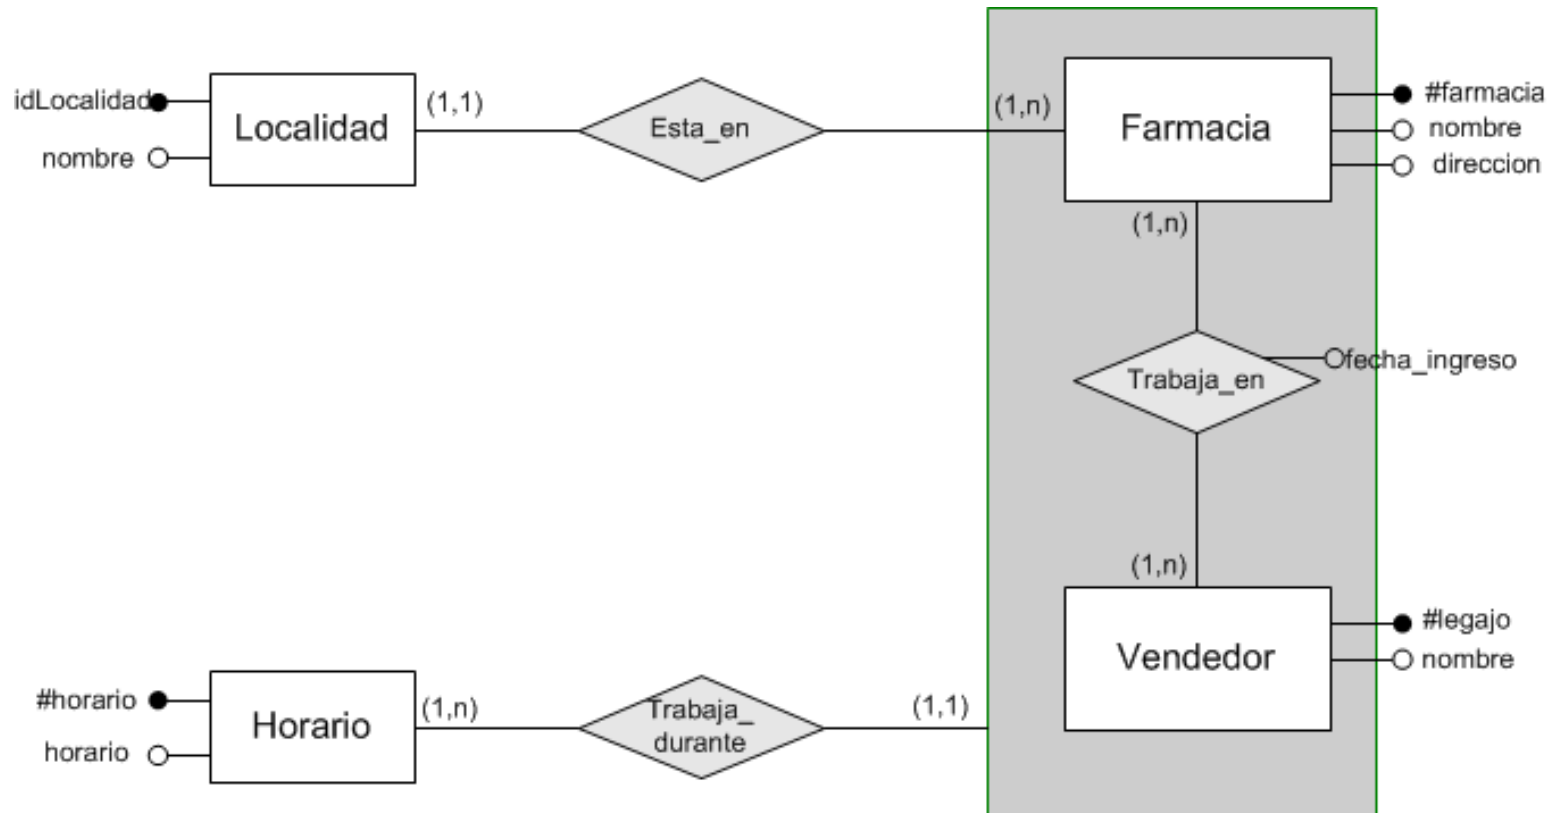 idLocalidad
nombre
Localidad
(1,1)
Esta_en
(1,n)
Farmacia
#farmacia
nombre
direccion
(1,n)
Trabaja_en
fecha_ingreso
(1,n)
Vendedor
#legajo
nombre
#horario
horario
Horario
(1,n)
Trabaja_
durante
(1,1)